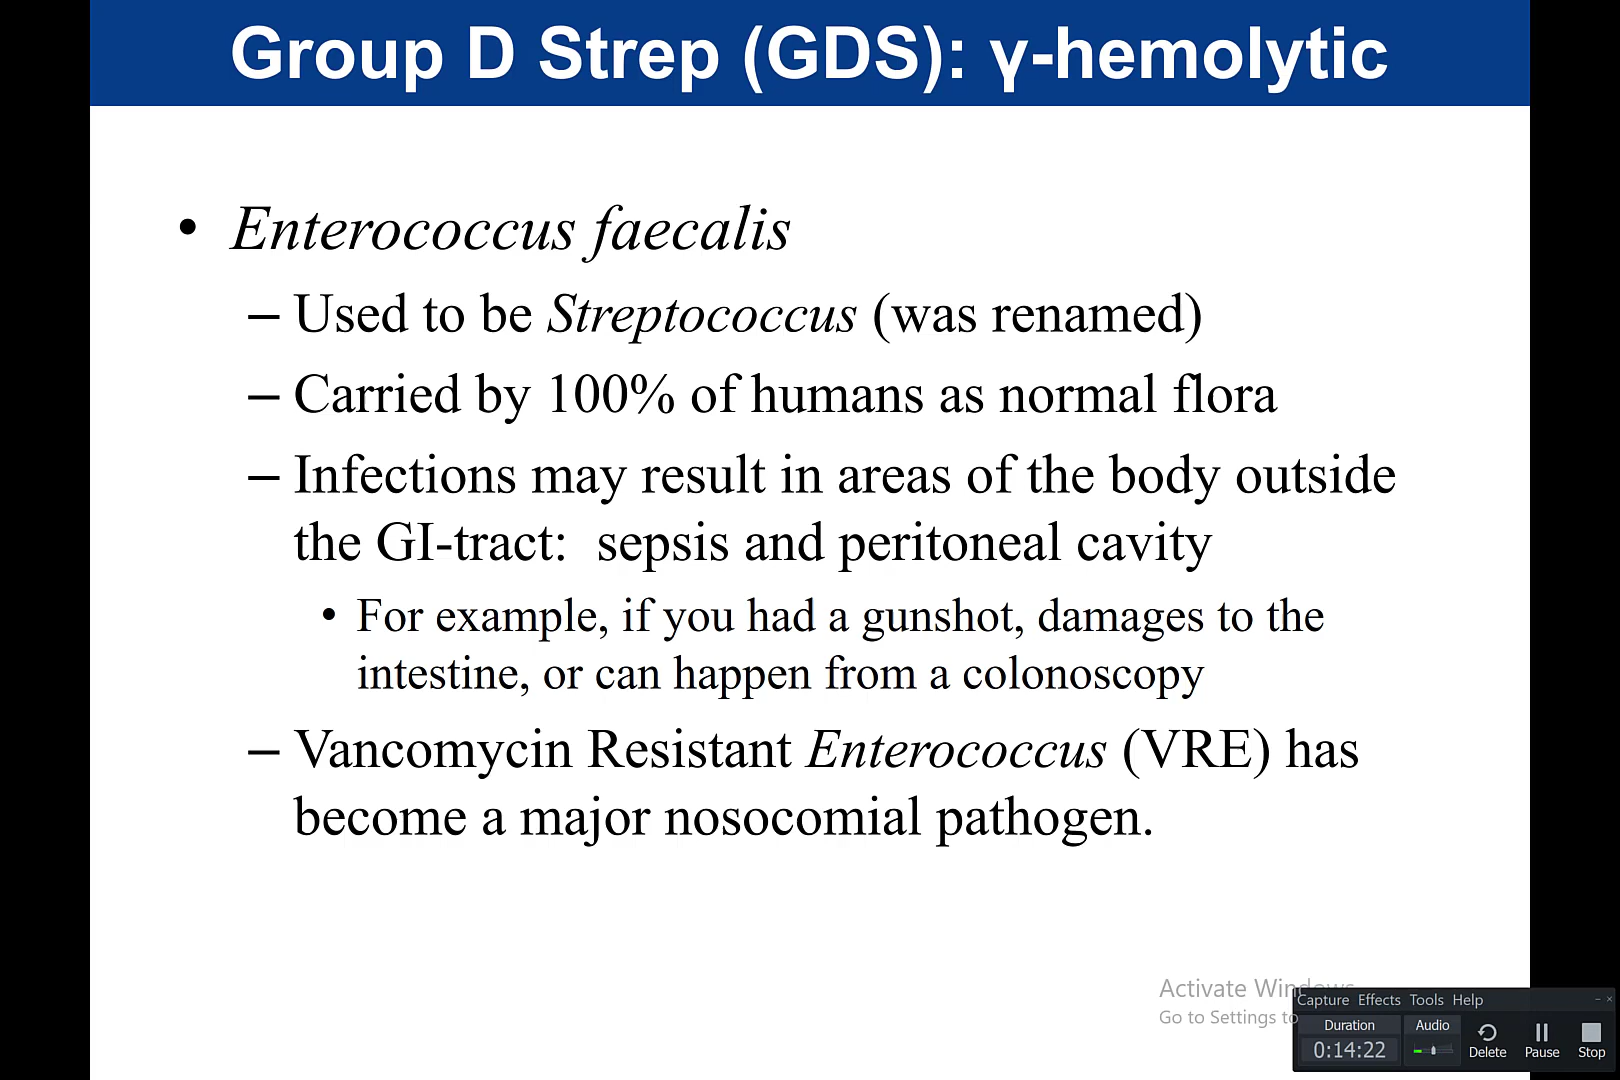 Group D Strep (GDS): γ-hemolytic
• Enterococcus faecalis
– Used to be Streptococcus (was renamed)
– Carried by 100% of humans as normal flora
– Infections may result in areas of the body outside
the GI-tract:  sepsis and peritoneal cavity
• For example, if you had a gunshot, damages to the
intestine, or can happen from a colonoscopy
– Vancomycin Resistant Enterococcus (VRE) has
become a major nosocomial pathogen.
Activate Windows
Go to Settings to
Capture Effects Tools Help
Duration Audio
0:14:22
Delete Pause Stop